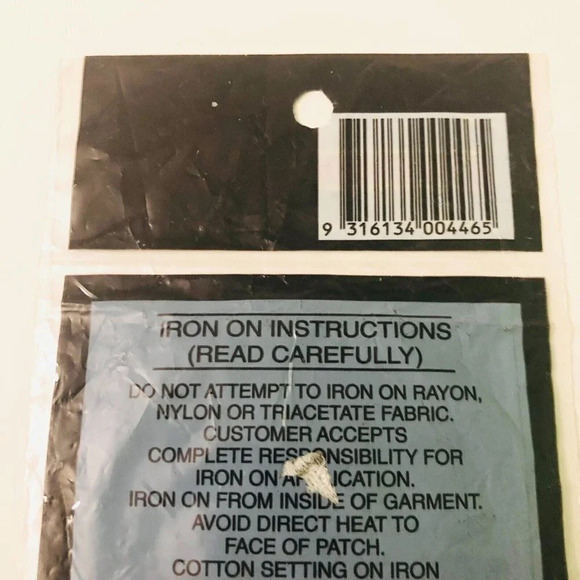 9 316134 004465
IRON ON INSTRUCTIONS
(READ CAREFULLY)
DO NOT ATTEMPT TO IRON ON RAYON,
NYLON OR TRIACETATE FABRIC.
CUSTOMER ACCEPTS
COMPLETE RESPONSIBILITY FOR
IRON ON APPLICATION.
IRON ON FROM INSIDE OF GARMENT.
AVOID DIRECT HEAT TO
FACE OF PATCH.
COTTON SETTING ON IRON